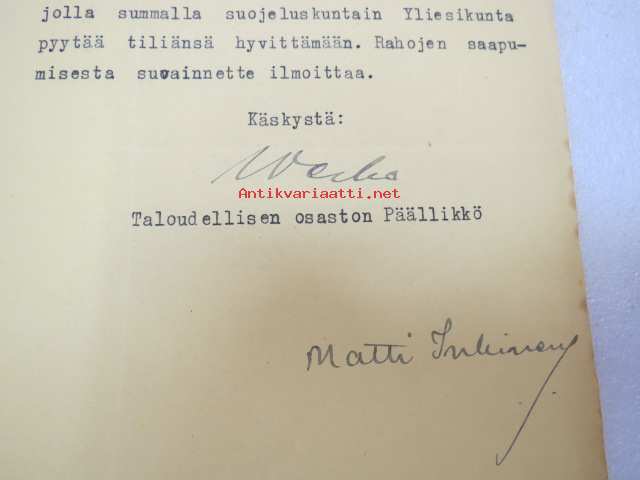 jolla summalla suojeluskuntain Yliesikunta
pyytää tiliänsä hyvittämään. Rahojen saapu-
misesta suvainnette ilmoittaa.
Käskystä:
Antikvariaatti.net
Taloudellisen osaston Päällikkö
Matti Inkinen